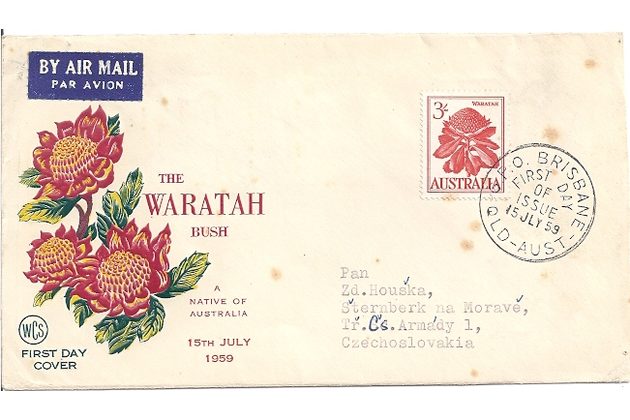 BY AIR MAIL
PAR AVION
THE
WARATAH
BUSH
A
NATIVE OF
AUSTRALIA
15TH JULY
1959
WCS
FIRST DAY
COVER
3/-
WARATAH
AUSTRALIA
G.P.O. BRISBANE
FIRST DAY
OF
ISSUE
15 JLY 59
QLD-AUST-
Pan
Zd.Houška,
Šternberk na Moravě,
Tř.Čs.Armády 1,
Czechoslovakia